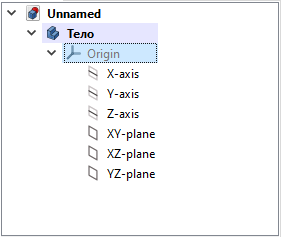 Unnamed
Тело
Origin
X-axis
Y-axis
Z-axis
XY-plane
XZ-plane
YZ-plane